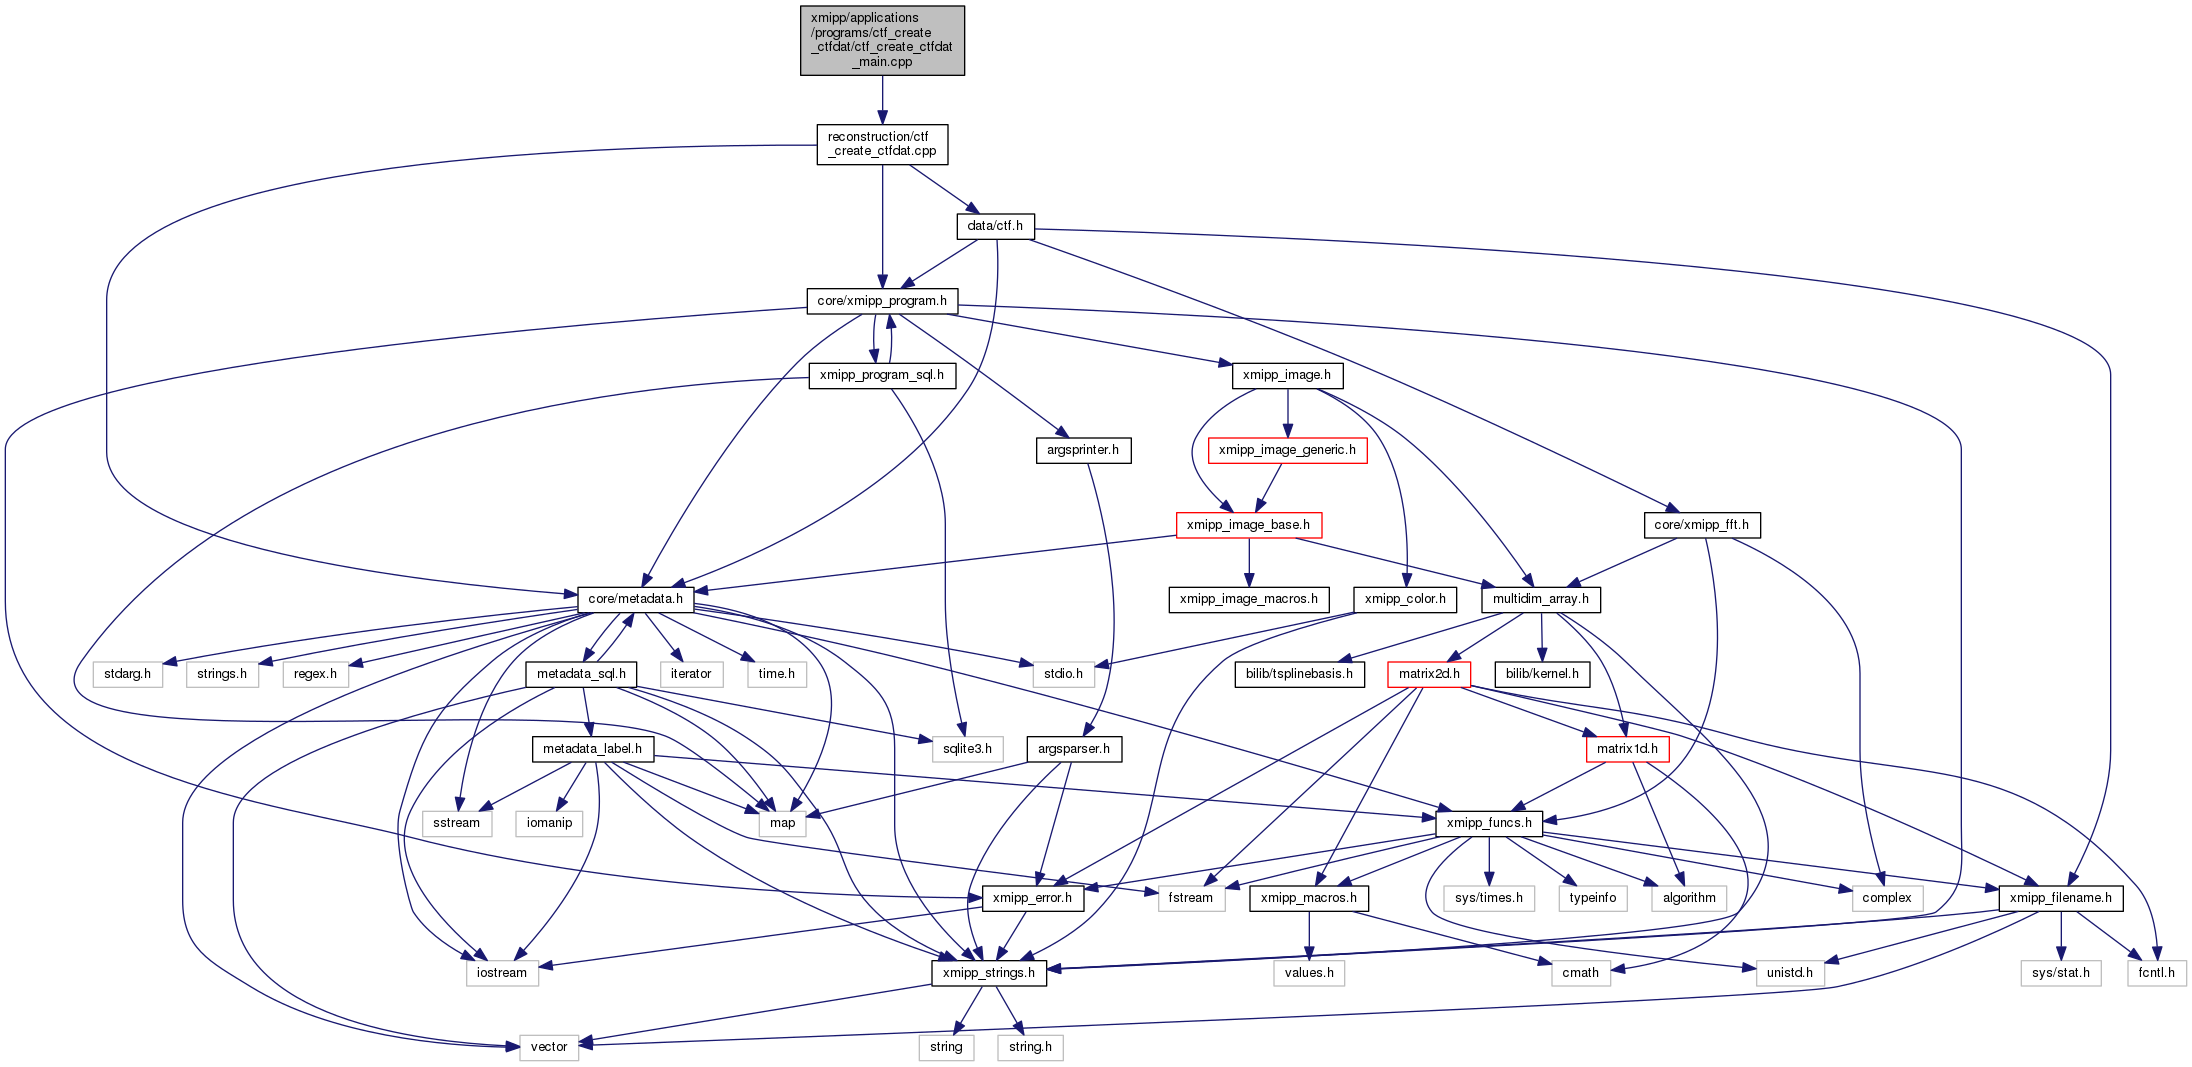 xmipp/applications
/programs/ctf_create
_ctfdat/ctf_create_ctfdat
_main.cpp
reconstruction/ctf
_create_ctfdat.cpp
data/ctf.h
core/xmipp_program.h
xmipp_program_sql.h
xmipp_image.h
argsprinter.h
xmipp_image_generic.h
xmipp_image_base.h
core/xmipp_fft.h
core/metadata.h
xmipp_image_macros.h
xmipp_color.h
multidim_array.h
stdarg.h
strings.h
regex.h
metadata_sql.h
iterator
time.h
stdio.h
bilib/tsplinebasis.h
matrix2d.h
bilib/kernel.h
metadata_label.h
sqlite3.h
argsparser.h
matrix1d.h
sstream
iomanip
map
xmipp_funcs.h
xmipp_error.h
fstream
xmipp_macros.h
sys/times.h
typeinfo
algorithm
complex
xmipp_filename.h
iostream
xmipp_strings.h
values.h
cmath
unistd.h
sys/stat.h
fcntl.h
vector
string
string.h